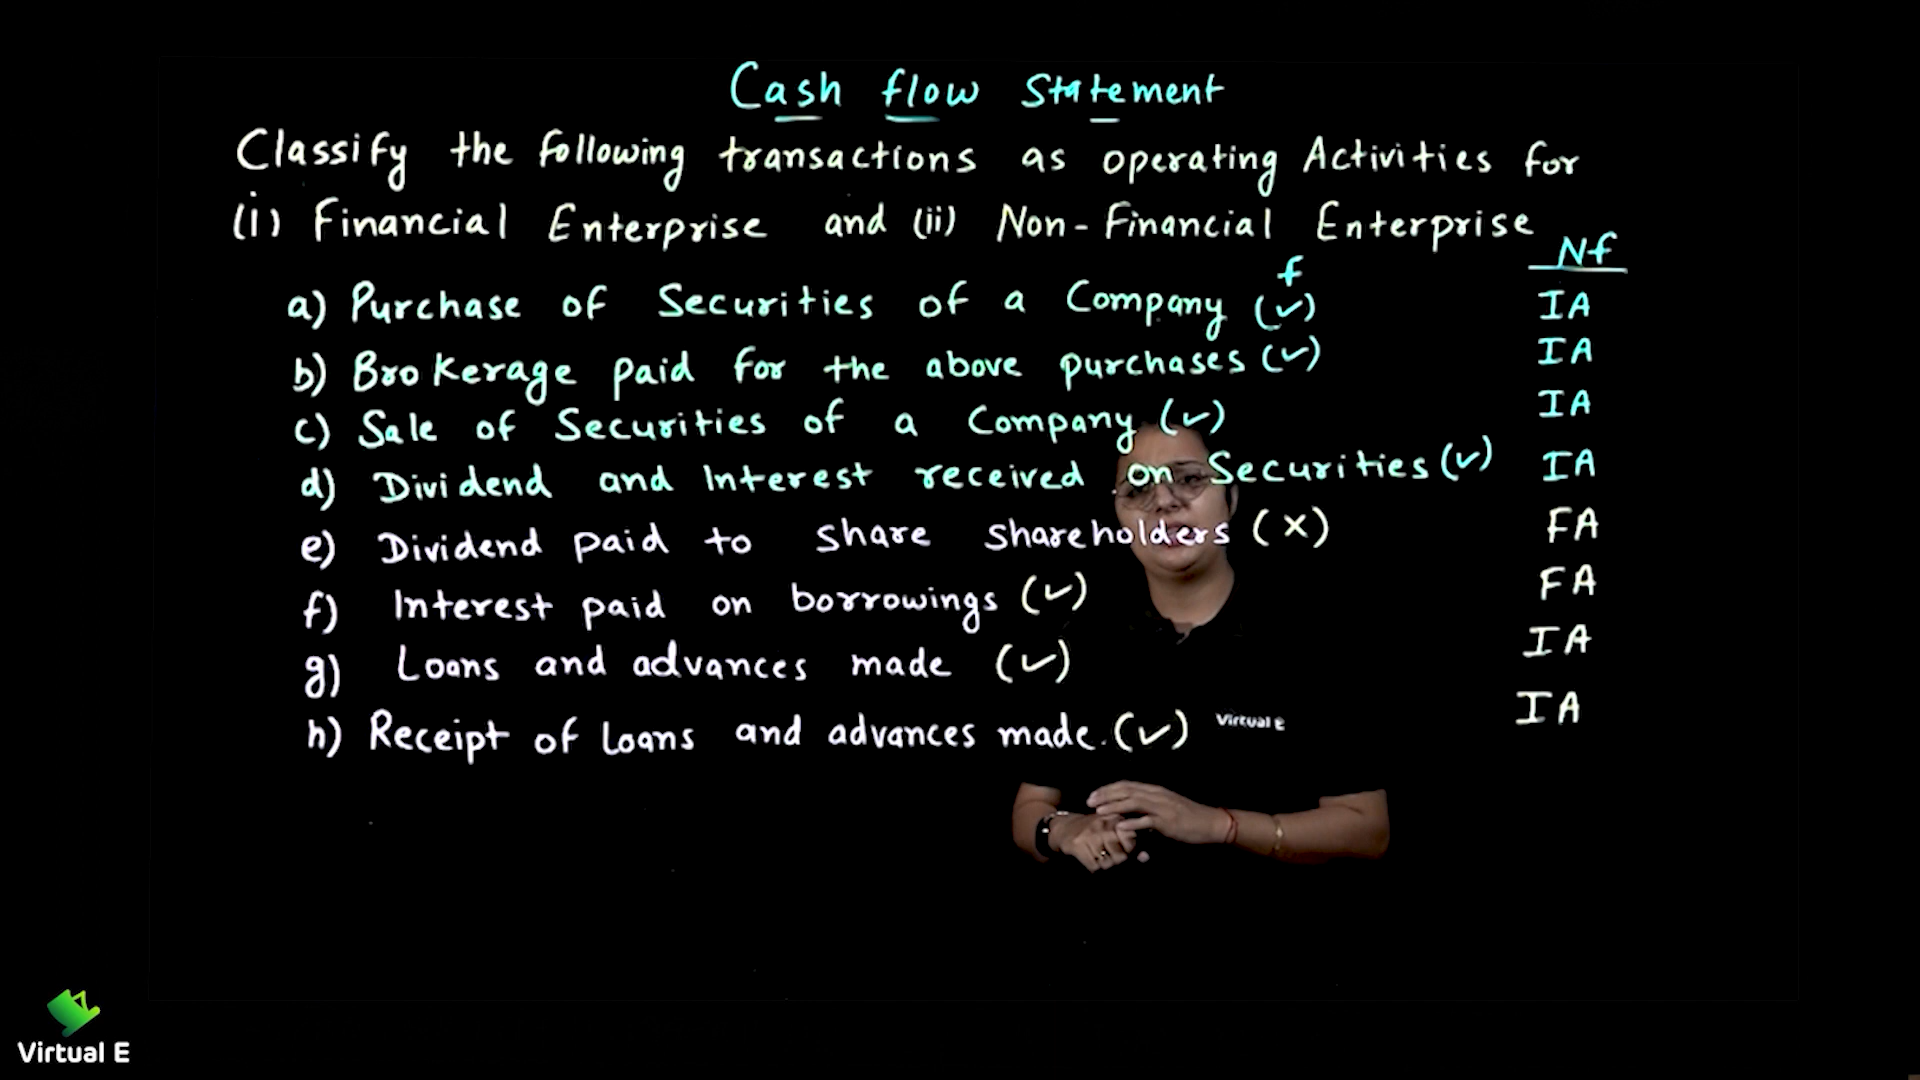 Cash flow Statement
Classify the following transactions as operating Activities for
(i) Financial Enterprise and (ii) Non-Financial Enterprise
f Nf
a) Purchase of Securities of a Company (✓) IA
b) Brokerage paid for the above purchases (✓) IA
c) Sale of Securities of a Company (✓) IA
d) Dividend and Interest received on Securities (✓) IA
e) Dividend paid to share shareholders (×) FA
f) Interest paid on borrowings (✓) FA
g) Loans and advances made (✓) IA
h) Receipt of loans and advances made. (✓) IA
Virtual E
Virtual E